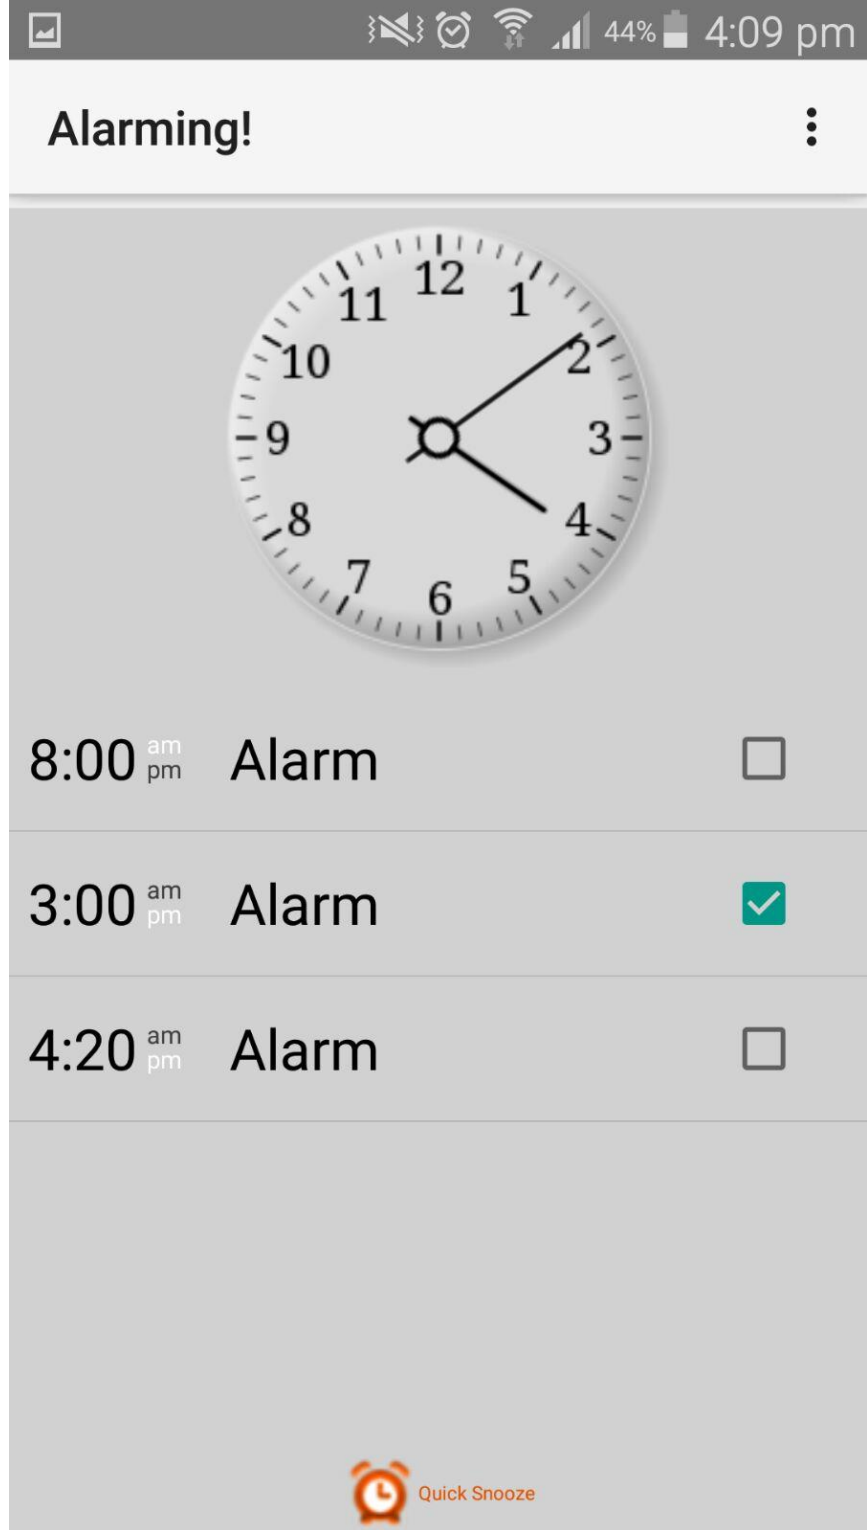 44% 4:09 pm
Alarming!
12
11 1
10 2
9 3
8 4
7 5
6
8:00 am pm Alarm
3:00 am pm Alarm
4:20 am pm Alarm
Quick Snooze